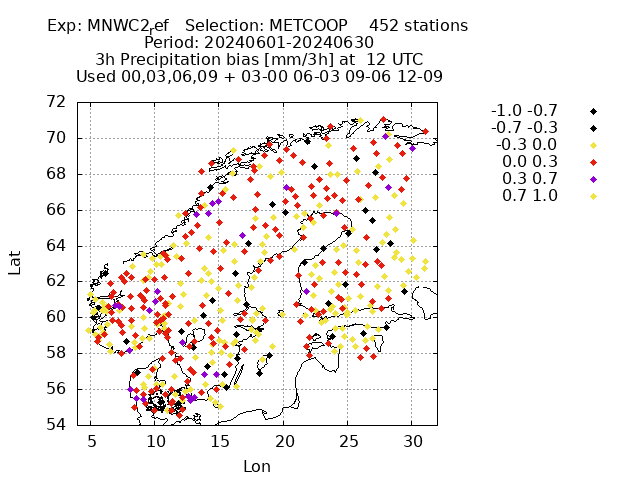 Exp: MNWC2ref   Selection: METCOOP    452 stations
Period: 20240601-20240630
3h Precipitation bias [mm/3h] at  12 UTC
Used 00,03,06,09 + 03-00 06-03 09-06 12-09
72
70
68
66
64
62
60
58
56
54
Lat
5 10 15 20 25 30
Lon
-1.0 -0.7
-0.7 -0.3
-0.3 0.0
0.0 0.3
0.3 0.7
0.7 1.0